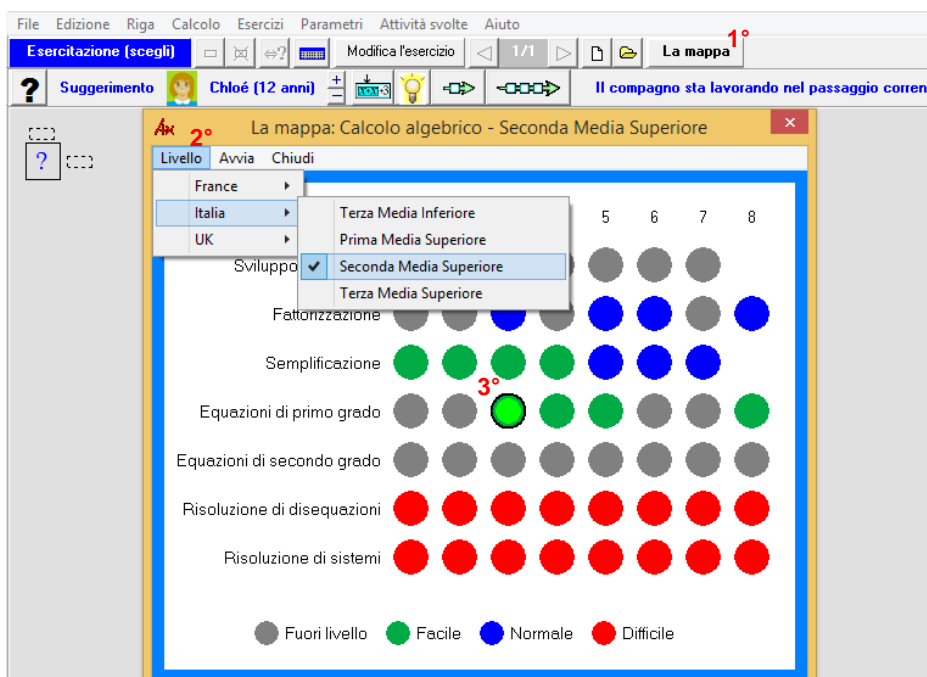 File Edizione Riga Calcolo Esercizi Parametri Attività svolte Aiuto
Esercitazione (scegli) ⇔? Modifica l'esercizio 1/1 La mappa 1°
? Suggerimento Chloé (12 anni) + − Il compagno sta lavorando nel passaggio corren
La mappa: Calcolo algebrico - Seconda Media Superiore ×
2°
?
Livello Avvia Chiudi
France
Italia
UK
Terza Media Inferiore
Prima Media Superiore
✓ Seconda Media Superiore
Terza Media Superiore
5 6 7 8
Sviluppo
Fattorizzazione
Semplificazione
3°
Equazioni di primo grado
Equazioni di secondo grado
Risoluzione di disequazioni
Risoluzione di sistemi
Fuori livello Facile Normale Difficile